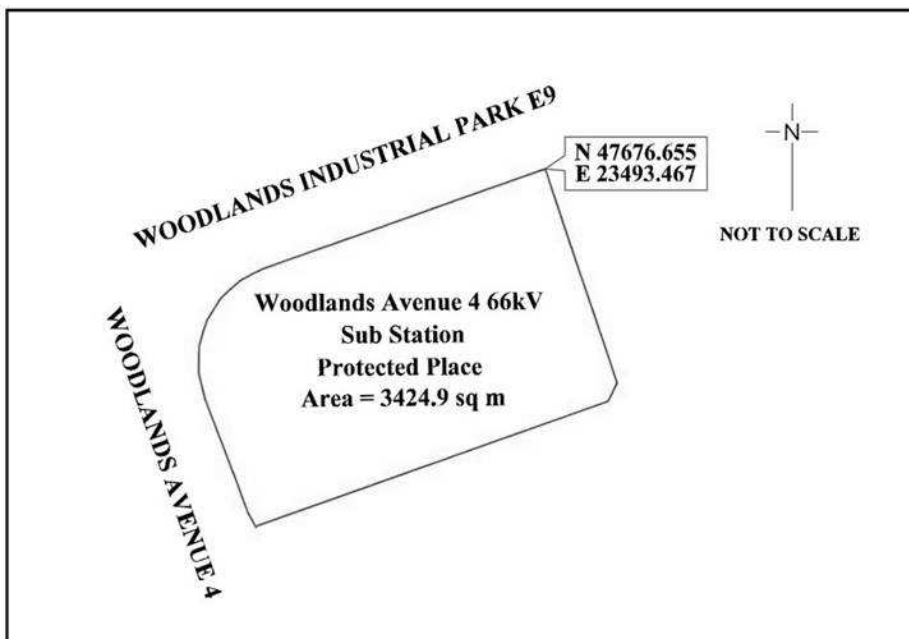 WOODLANDS INDUSTRIAL PARK E9
N 47676.655
E 23493.467
N
NOT TO SCALE
Woodlands Avenue 4 66kV
Sub Station
Protected Place
Area = 3424.9 sq m
WOODLANDS AVENUE 4